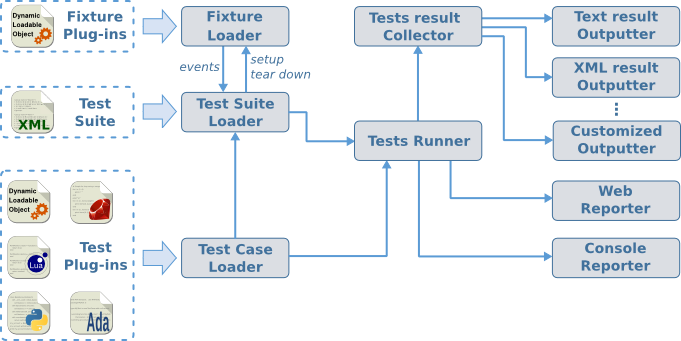 Dynamic
Loadable
Object
Fixture
Plug-ins
Fixture
Loader
Tests result
Collector
Text result
Outputter
events
setup
tear down
XML result
Outputter
XML
Test
Suite
Test Suite
Loader
Tests Runner
Customized
Outputter
Dynamic
Loadable
Object
Web
Reporter
Lua
Test
Plug-ins
Test Case
Loader
Console
Reporter
Ada